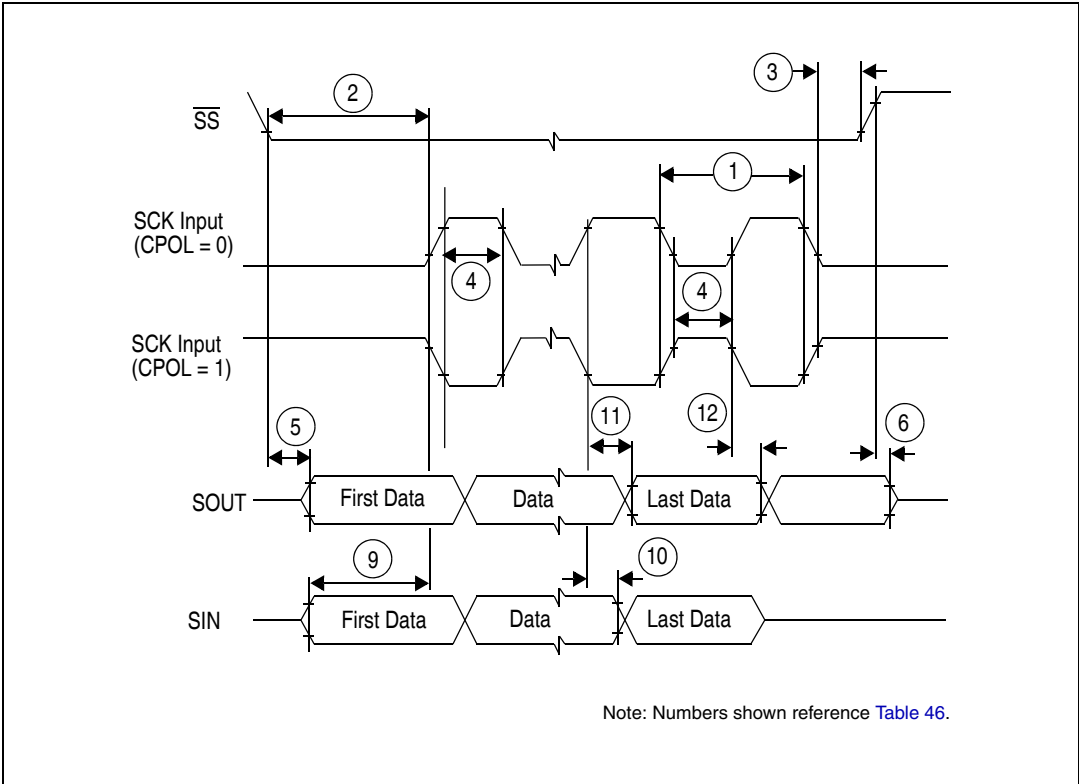 3
2
SS
1
SCK Input
(CPOL = 0)
4
4
SCK Input
(CPOL = 1)
11
12
5
6
SOUT
First Data
Data
Last Data
9
10
SIN
First Data
Data
Last Data
Note: Numbers shown reference Table 46.